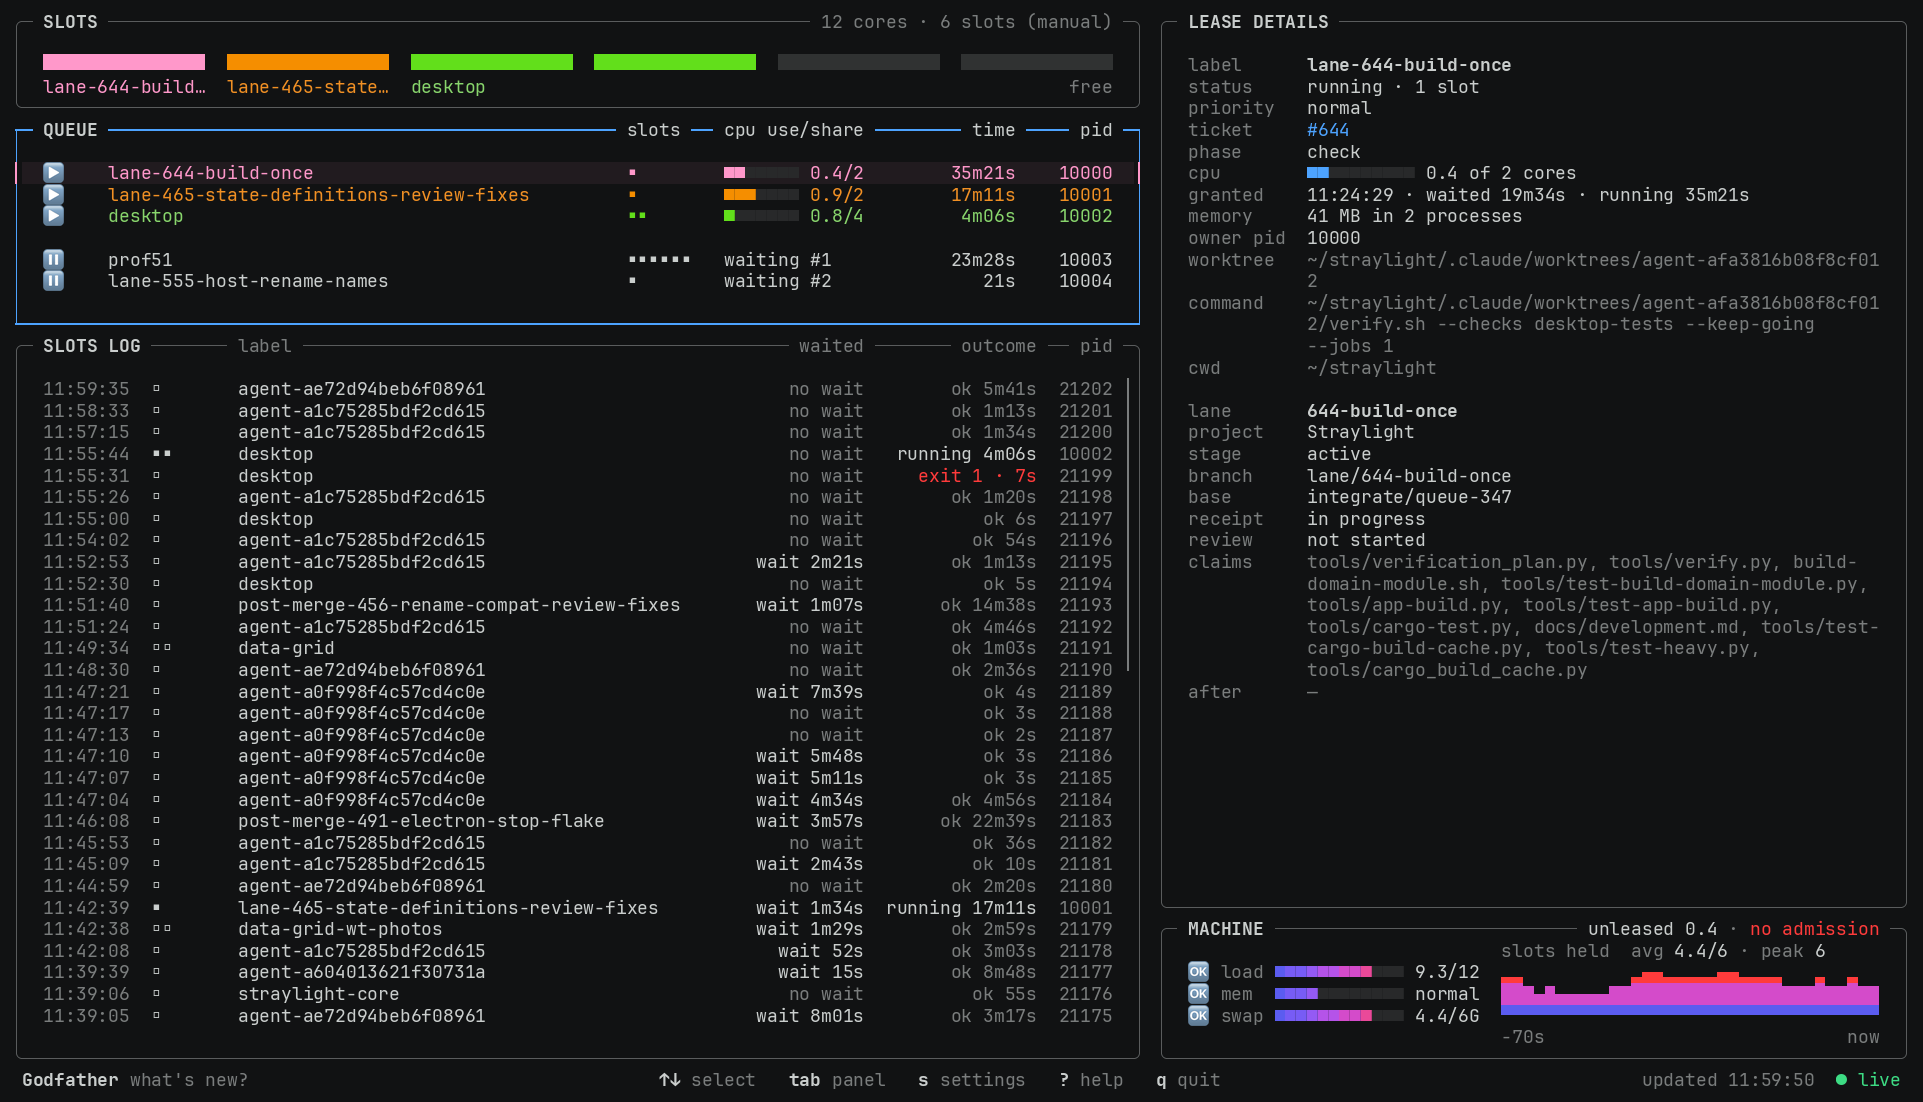 SLOTS 12 cores · 6 slots (manual)
lane-644-build… lane-465-state… desktop free
QUEUE slots cpu use/share time pid
lane-644-build-once 0.4/2 35m21s 10000
lane-465-state-definitions-review-fixes 0.9/2 17m11s 10001
desktop 0.8/4 4m06s 10002
prof51 waiting #1 23m28s 10003
lane-555-host-rename-names waiting #2 21s 10004
SLOTS LOG label waited outcome pid
11:59:35 agent-ae72d94beb6f08961 no wait ok 5m41s 21202
11:58:33 agent-a1c75285bdf2cd615 no wait ok 1m13s 21201
11:57:15 agent-a1c75285bdf2cd615 no wait ok 1m34s 21200
11:55:44 desktop no wait running 4m06s 10002
11:55:31 desktop no wait exit 1 · 7s 21199
11:55:26 agent-a1c75285bdf2cd615 no wait ok 1m20s 21198
11:55:00 desktop no wait ok 6s 21197
11:54:02 agent-a1c75285bdf2cd615 no wait ok 54s 21196
11:52:53 agent-a1c75285bdf2cd615 wait 2m21s ok 1m13s 21195
11:52:30 desktop no wait ok 5s 21194
11:51:40 post-merge-456-rename-compat-review-fixes wait 1m07s ok 14m38s 21193
11:51:24 agent-a1c75285bdf2cd615 no wait ok 4m46s 21192
11:49:34 data-grid no wait ok 1m03s 21191
11:48:30 agent-ae72d94beb6f08961 no wait ok 2m36s 21190
11:47:21 agent-a0f998f4c57cd4c0e wait 7m39s ok 4s 21189
11:47:17 agent-a0f998f4c57cd4c0e no wait ok 3s 21188
11:47:13 agent-a0f998f4c57cd4c0e no wait ok 2s 21187
11:47:10 agent-a0f998f4c57cd4c0e wait 5m48s ok 3s 21186
11:47:07 agent-a0f998f4c57cd4c0e wait 5m11s ok 3s 21185
11:47:04 agent-a0f998f4c57cd4c0e wait 4m34s ok 4m56s 21184
11:46:08 post-merge-491-electron-stop-flake wait 3m57s ok 22m39s 21183
11:45:53 agent-a1c75285bdf2cd615 no wait ok 36s 21182
11:45:09 agent-a1c75285bdf2cd615 wait 2m43s ok 10s 21181
11:44:59 agent-ae72d94beb6f08961 no wait ok 2m20s 21180
11:42:39 lane-465-state-definitions-review-fixes wait 1m34s running 17m11s 10001
11:42:38 data-grid-wt-photos wait 1m29s ok 2m59s 21179
11:42:08 agent-a1c75285bdf2cd615 wait 52s ok 3m03s 21178
11:39:39 agent-a604013621f30731a wait 15s ok 8m48s 21177
11:39:06 straylight-core no wait ok 55s 21176
11:39:05 agent-ae72d94beb6f08961 wait 8m01s ok 3m17s 21175
LEASE DETAILS
label lane-644-build-once
status running · 1 slot
priority normal
ticket #644
phase check
cpu 0.4 of 2 cores
granted 11:24:29 · waited 19m34s · running 35m21s
memory 41 MB in 2 processes
owner pid 10000
worktree ~/straylight/.claude/worktrees/agent-afa3816b08f8cf01
2
command ~/straylight/.claude/worktrees/agent-afa3816b08f8cf01
2/verify.sh --checks desktop-tests --keep-going
--jobs 1
cwd ~/straylight
lane 644-build-once
project Straylight
stage active
branch lane/644-build-once
base integrate/queue-347
receipt in progress
review not started
claims tools/verification_plan.py, tools/verify.py, build-
domain-module.sh, tools/test-build-domain-module.py,
tools/app-build.py, tools/test-app-build.py,
tools/cargo-test.py, docs/development.md, tools/test-
cargo-build-cache.py, tools/test-heavy.py,
tools/cargo_build_cache.py
after —
MACHINE unleased 0.4 · no admission
slots held avg 4.4/6 · peak 6
OK load 9.3/12
OK mem normal
OK swap 4.4/6G
-70s now
Godfather what's new? ↑↓ select tab panel s settings ? help q quit updated 11:59:50 ● live